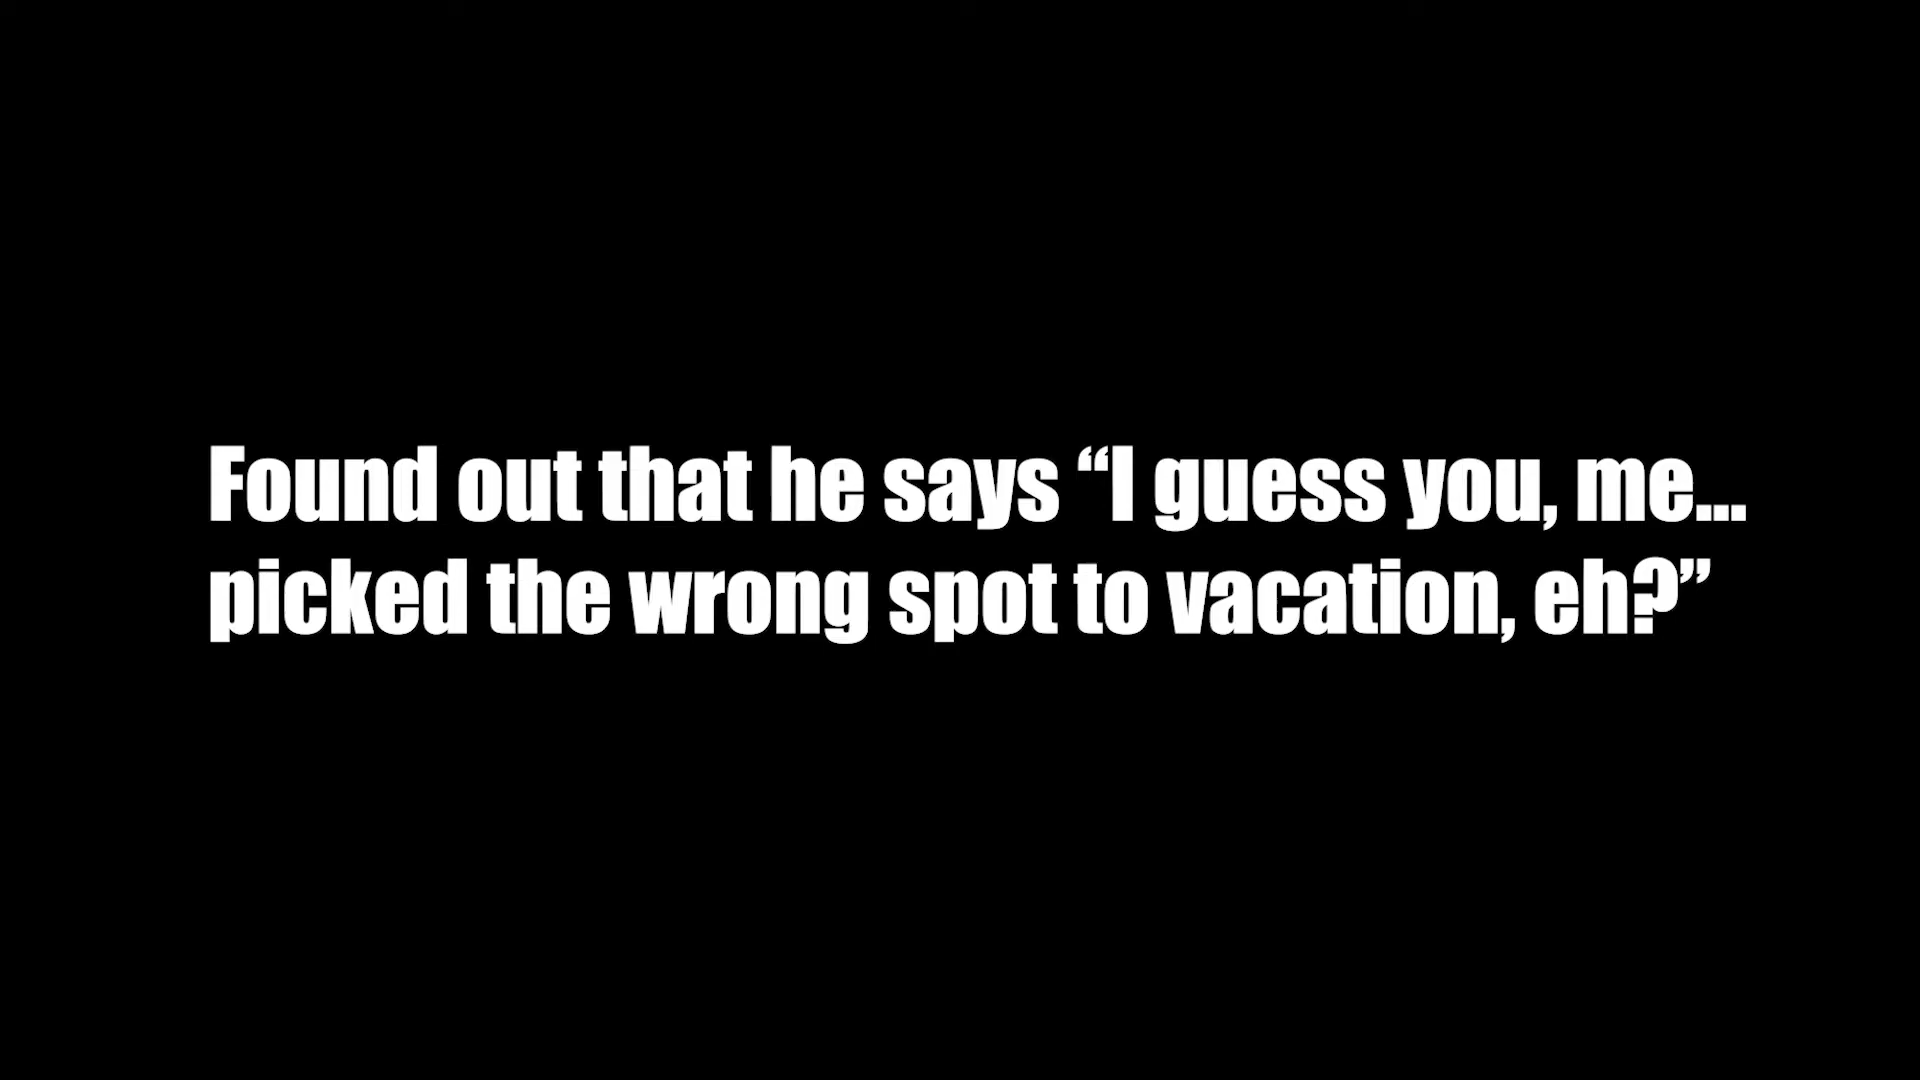 Found out that he says “I guess you, me...
picked the wrong spot to vacation, eh?”